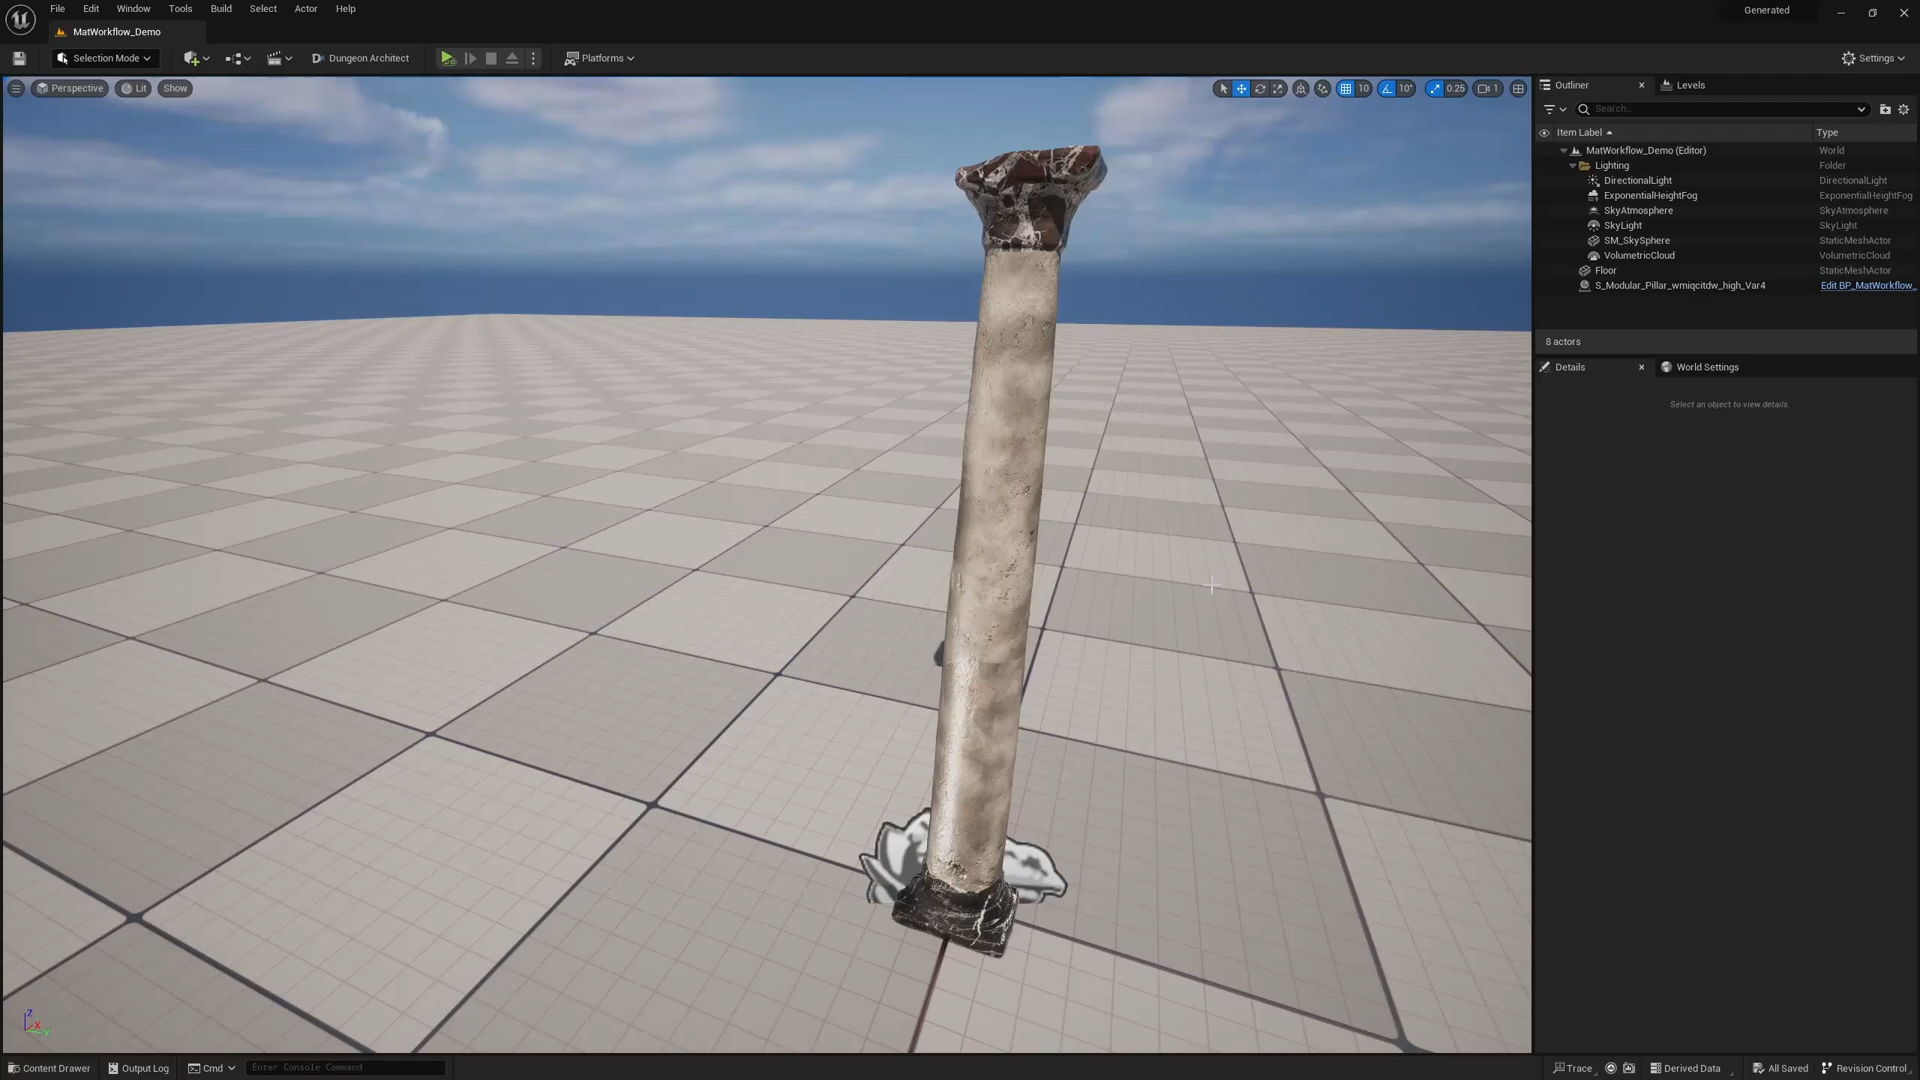 File Edit Window Tools Build Select Actor Help
Generated
MatWorkflow_Demo
Selection Mode
Dungeon Architect
Platforms
Settings
Perspective
Lit
Show
10
10°
0.25
1
Outliner
Levels
Search...
Item Label
Type
MatWorkflow_Demo (Editor)
World
Lighting
Folder
DirectionalLight
DirectionalLight
ExponentialHeightFog
ExponentialHeightFog
SkyAtmosphere
SkyAtmosphere
SkyLight
SkyLight
SM_SkySphere
StaticMeshActor
VolumetricCloud
VolumetricCloud
Floor
StaticMeshActor
S_Modular_Pillar_wmiqcitdw_high_Var4
Edit BP_MatWorkflow_
8 actors
Details
World Settings
Select an object to view details.
Z
X
Y
Content Drawer
Output Log
Cmd
Enter Console Command
Trace
Derived Data
All Saved
Revision Control